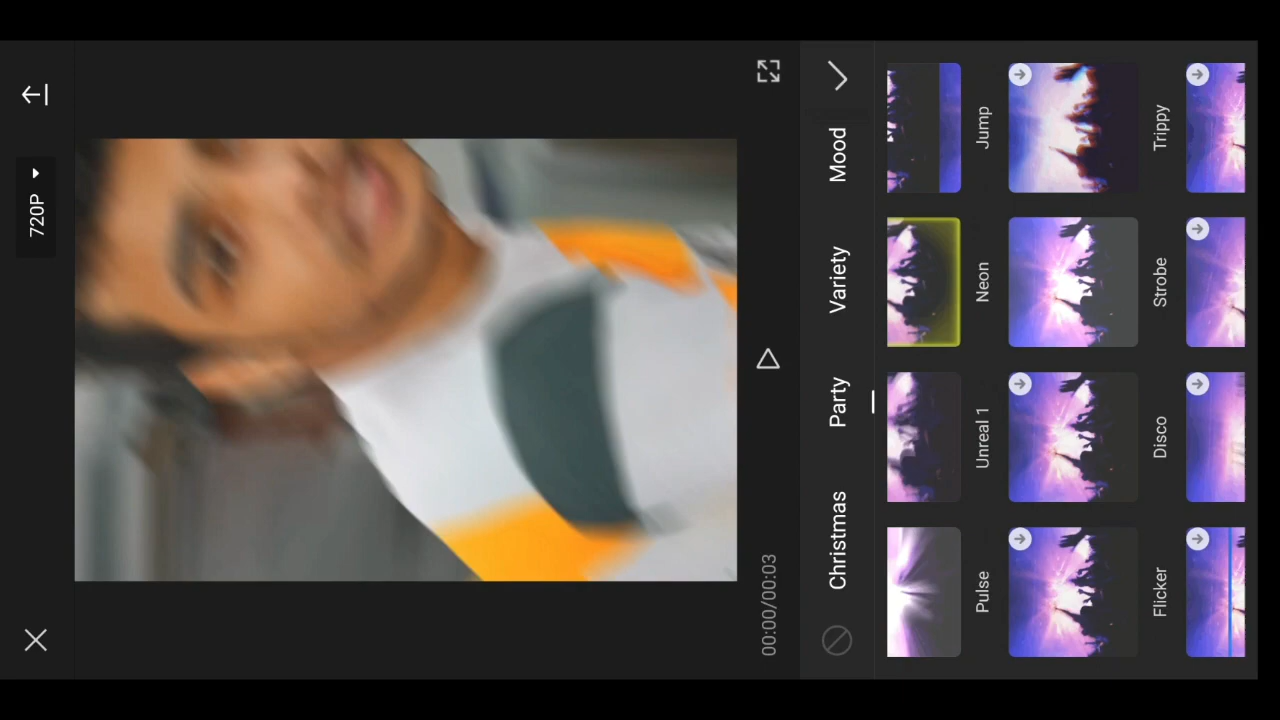 720P
00:00/00:03
Christmas
Party
Variety
Mood
Pulse
Unreal 1
Neon
Jump
Flicker
Disco
Strobe
Trippy